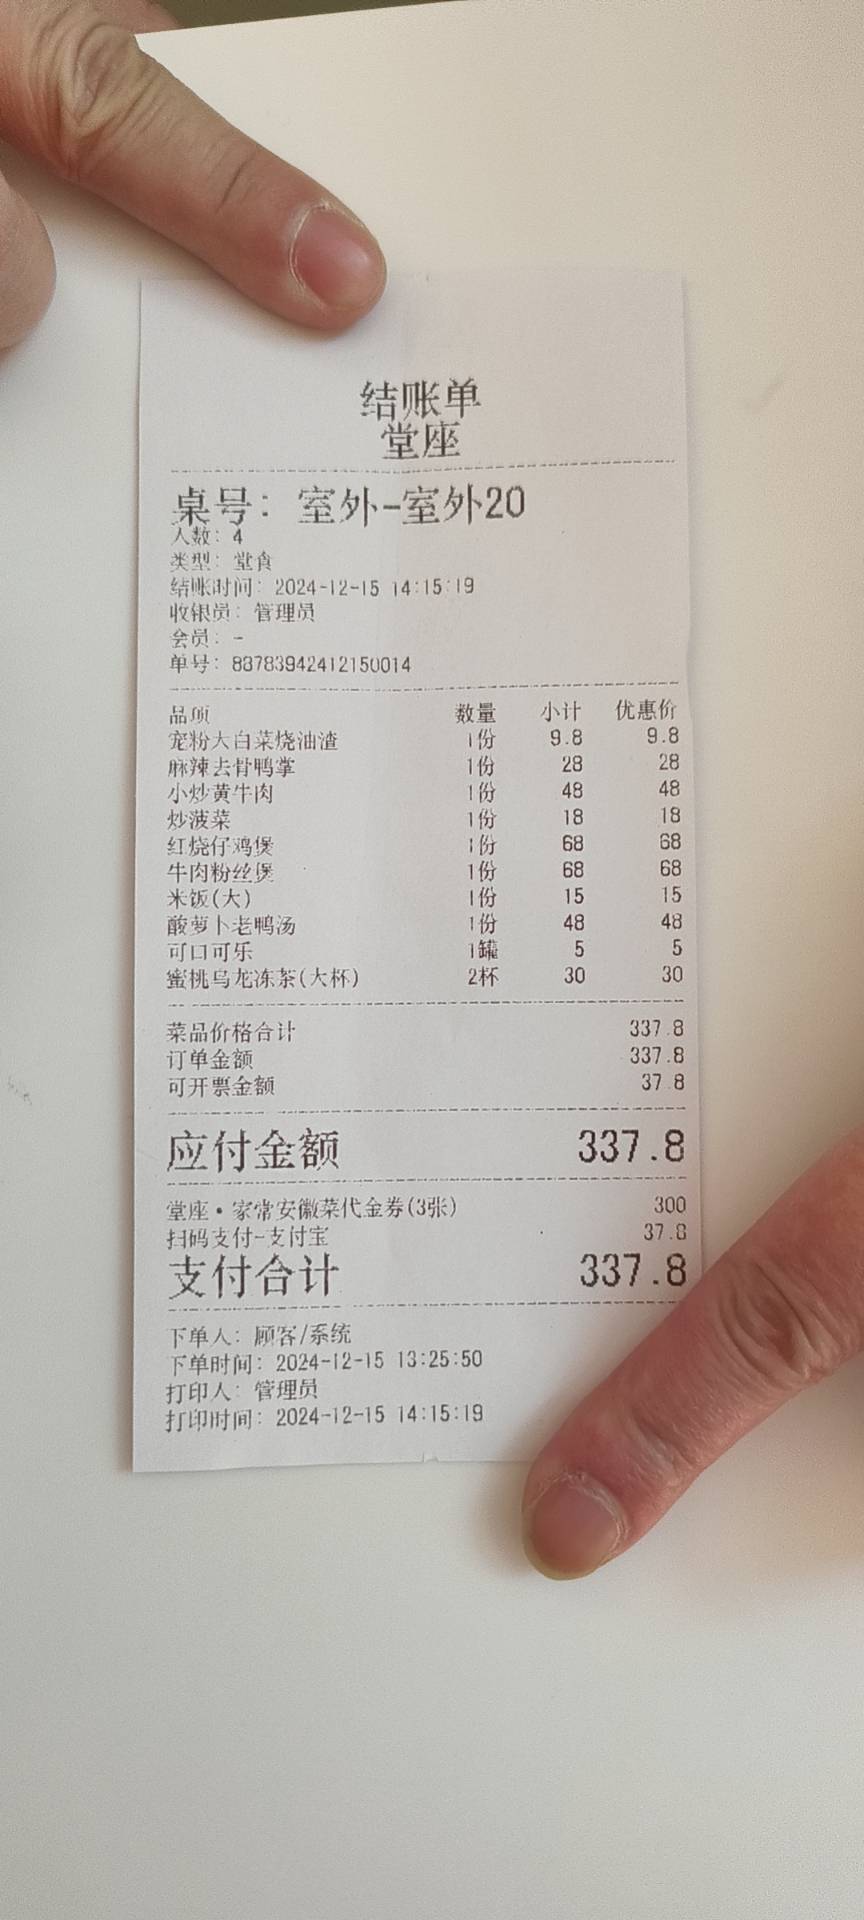 结账单
堂座
桌号：室外-室外20
人数：4
类型：堂食
结账时间：2024-12-15 14:15:19
收银员：管理员
会员：-
单号：88783942412150014
品项 数量 小计 优惠价
宠粉大白菜烧油渣 1份 9.8 9.8
麻辣去骨鸭掌 1份 28 28
小炒黄牛肉 1份 48 48
炒菠菜 1份 18 18
红烧仔鸡煲 1份 68 68
牛肉粉丝煲 1份 68 68
米饭(大) 1份 15 15
酸萝卜老鸭汤 1份 48 48
可口可乐 1罐 5 5
蜜桃乌龙冻茶(大杯) 2杯 30 30
菜品价格合计 337.8
订单金额 337.8
可开票金额 37.8
应付金额 337.8
堂座·家常安徽菜代金券(3张) 300
扫码支付-支付宝 37.8
支付合计 337.8
下单人：顾客/系统
下单时间：2024-12-15 13:25:50
打印人：管理员
打印时间：2024-12-15 14:15:19